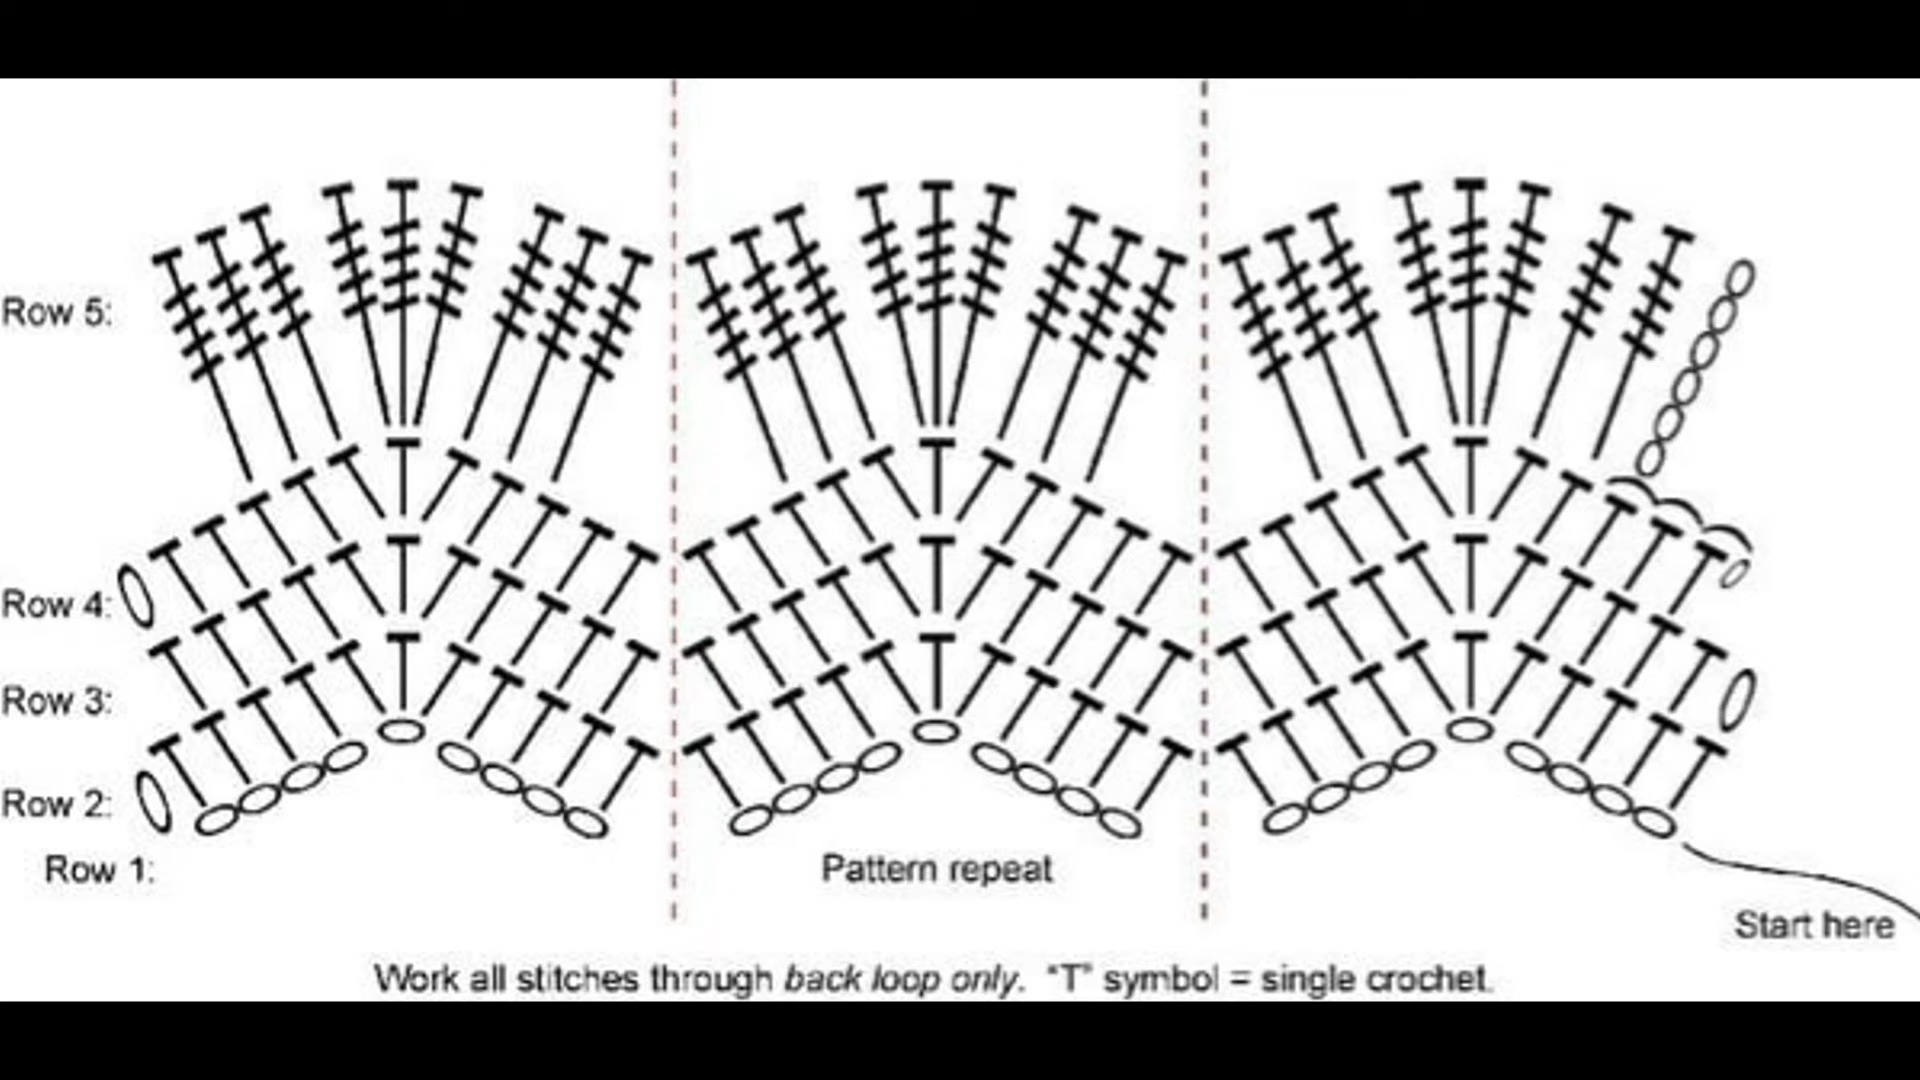 Row 5:
Row 4:
Row 3:
Row 2:
Row 1:
Pattern repeat
Start here
Work all stitches through back loop only. "T" symbol = single crochet.